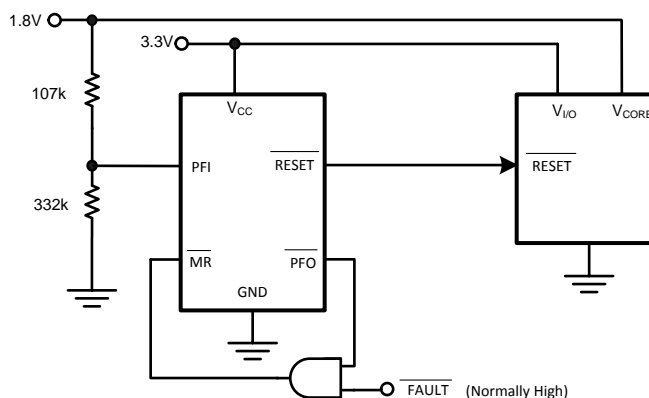 1.8V
3.3V
107k
332k
VCC
PFI
RESET
MR
PFO
GND
VI/O
VCORE
RESET
FAULT (Normally High)